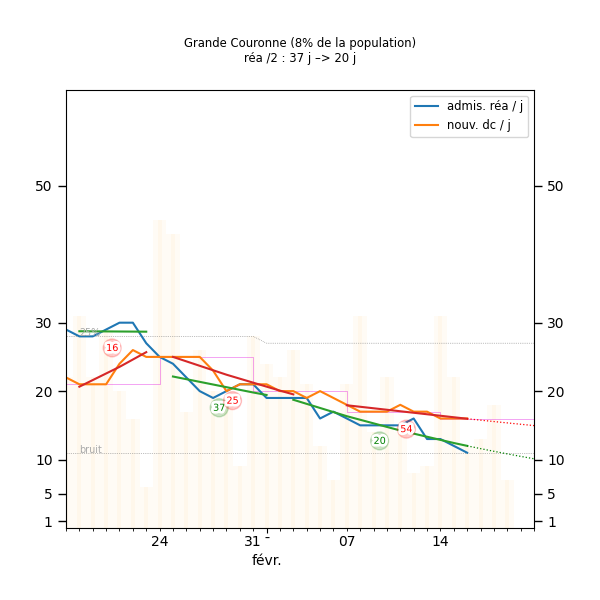 Grande Couronne (8% de la population)
réa /2 : 37 j –> 20 j
admis. réa / j
nouv. dc / j
50 50
30 30
25%
16
25
37
20 20
54
20
bruit
10 10
5 5
1 1
24 31 07 14
févr.